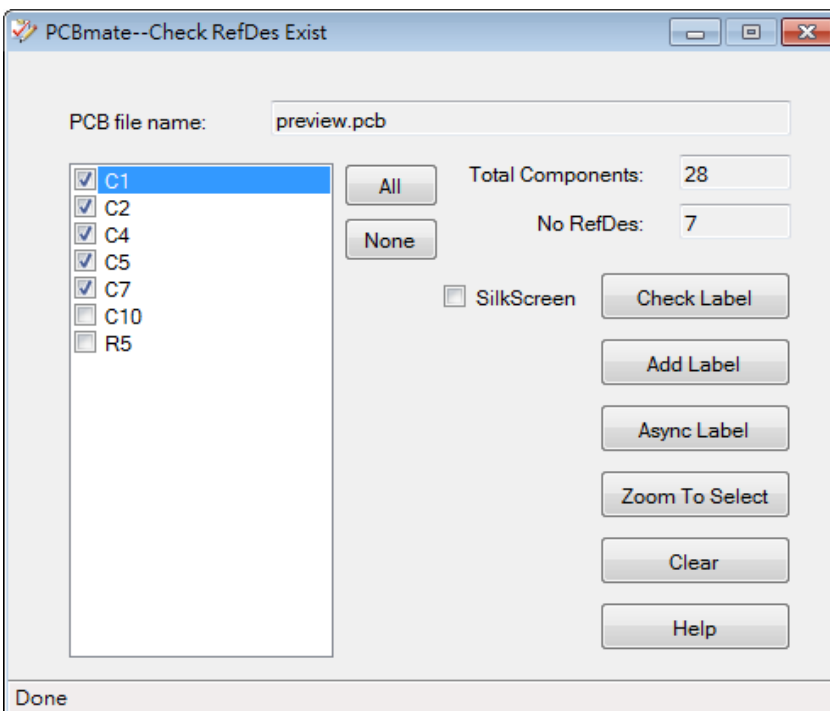 PCBmate--Check RefDes Exist
PCB file name: preview.pcb
C1
C2
C4
C5
C7
C10
R5
All
None
Total Components: 28
No RefDes: 7
SilkScreen
Check Label
Add Label
Async Label
Zoom To Select
Clear
Help
Done